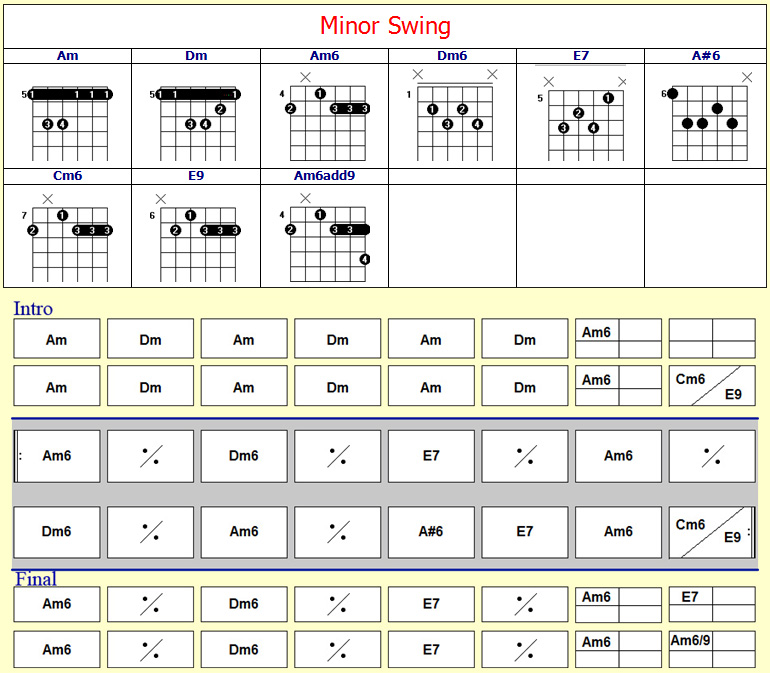 Minor Swing
Am Dm Am6 Dm6 E7 A#6
5 1 1 1 1 3 4
5 1 1 1 2 3 4
4 1 2 3 3 3
1 1 2 3 4
5 1 2 3 4
6
Cm6 E9 Am6add9
7 1 2 3 3 3
6 1 2 3 3 3
4 1 2 3 3 4
Intro
Am Dm Am Dm Am Dm Am6
Am Dm Am Dm Am Dm Am6 Cm6 E9
: Am6 ٪ Dm6 ٪ E7 ٪ Am6 ٪
Dm6 ٪ Am6 ٪ A#6 E7 Am6 Cm6 E9 :
Final
Am6 ٪ Dm6 ٪ E7 ٪ Am6 E7
Am6 ٪ Dm6 ٪ E7 ٪ Am6 Am6/9